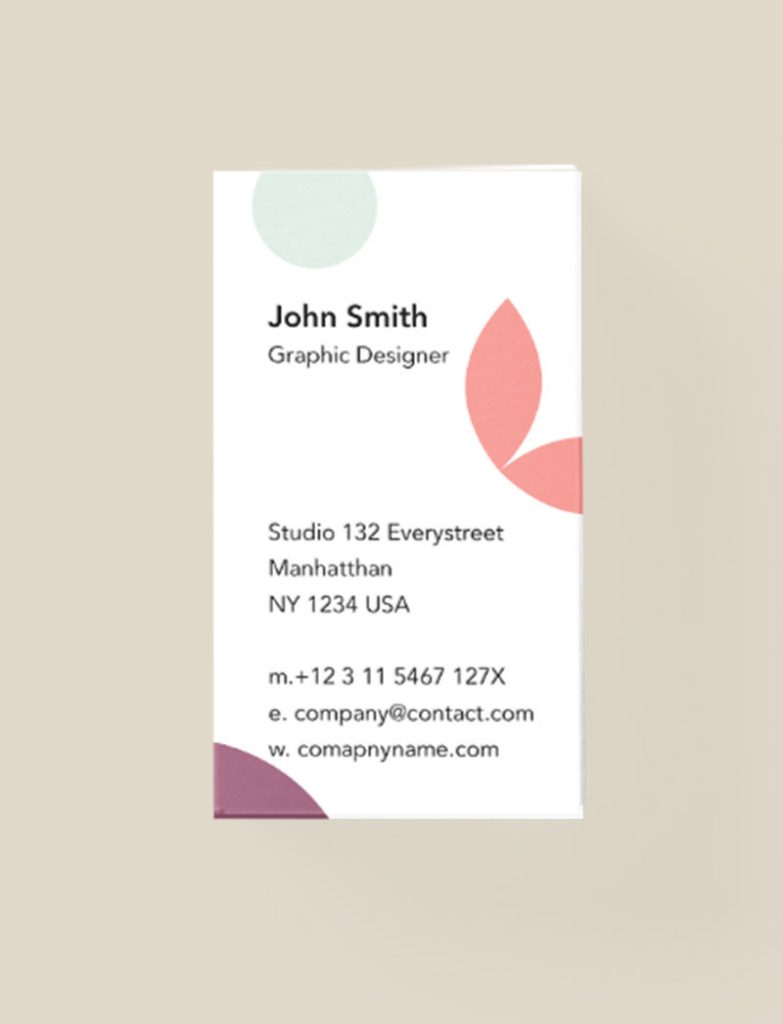 John Smith
Graphic Designer
Studio 132 Everystreet
Manhatthan
NY 1234 USA
m.+12 3 11 5467 127X
e. company@contact.com
w. comapnyname.com